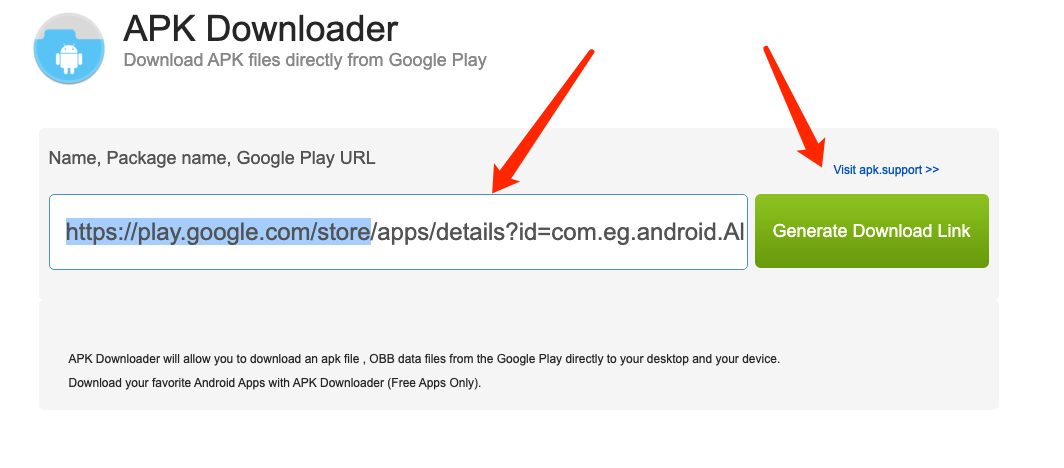 APK Downloader
Download APK files directly from Google Play
Name, Package name, Google Play URL
Visit apk.support >>
https://play.google.com/store/apps/details?id=com.eg.android.Al
Generate Download Link
APK Downloader will allow you to download an apk file , OBB data files from the Google Play directly to your desktop and your device.
Download your favorite Android Apps with APK Downloader (Free Apps Only).